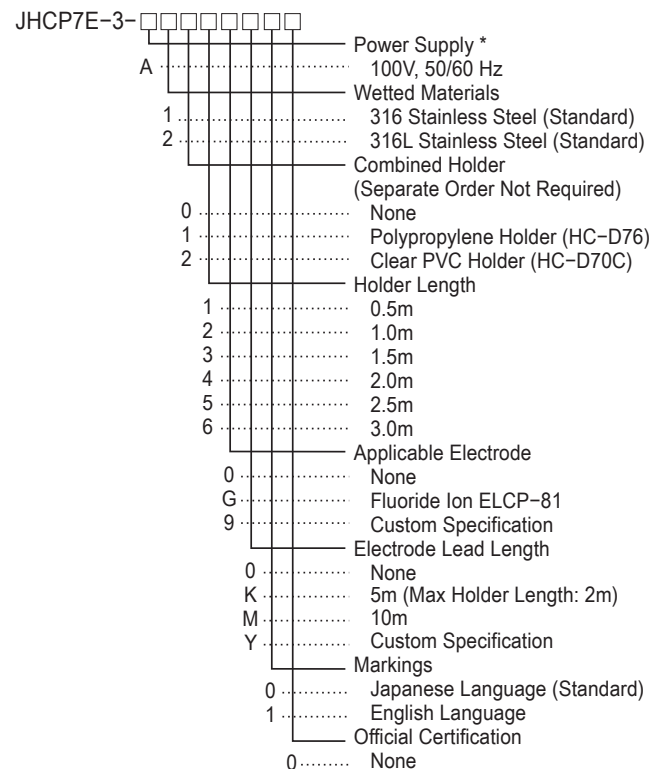 JHCP7E−3−□□□□□□□□
Power Supply *
A 100V, 50/60 Hz
Wetted Materials
1 316 Stainless Steel (Standard)
2 316L Stainless Steel (Standard)
Combined Holder
(Separate Order Not Required)
0 None
1 Polypropylene Holder (HC−D76)
2 Clear PVC Holder (HC−D70C)
Holder Length
1 0.5m
2 1.0m
3 1.5m
4 2.0m
5 2.5m
6 3.0m
Applicable Electrode
0 None
G Fluoride Ion ELCP−81
9 Custom Specification
Electrode Lead Length
0 None
K 5m (Max Holder Length: 2m)
M 10m
Y Custom Specification
Markings
0 Japanese Language (Standard)
1 English Language
Official Certification
0 None